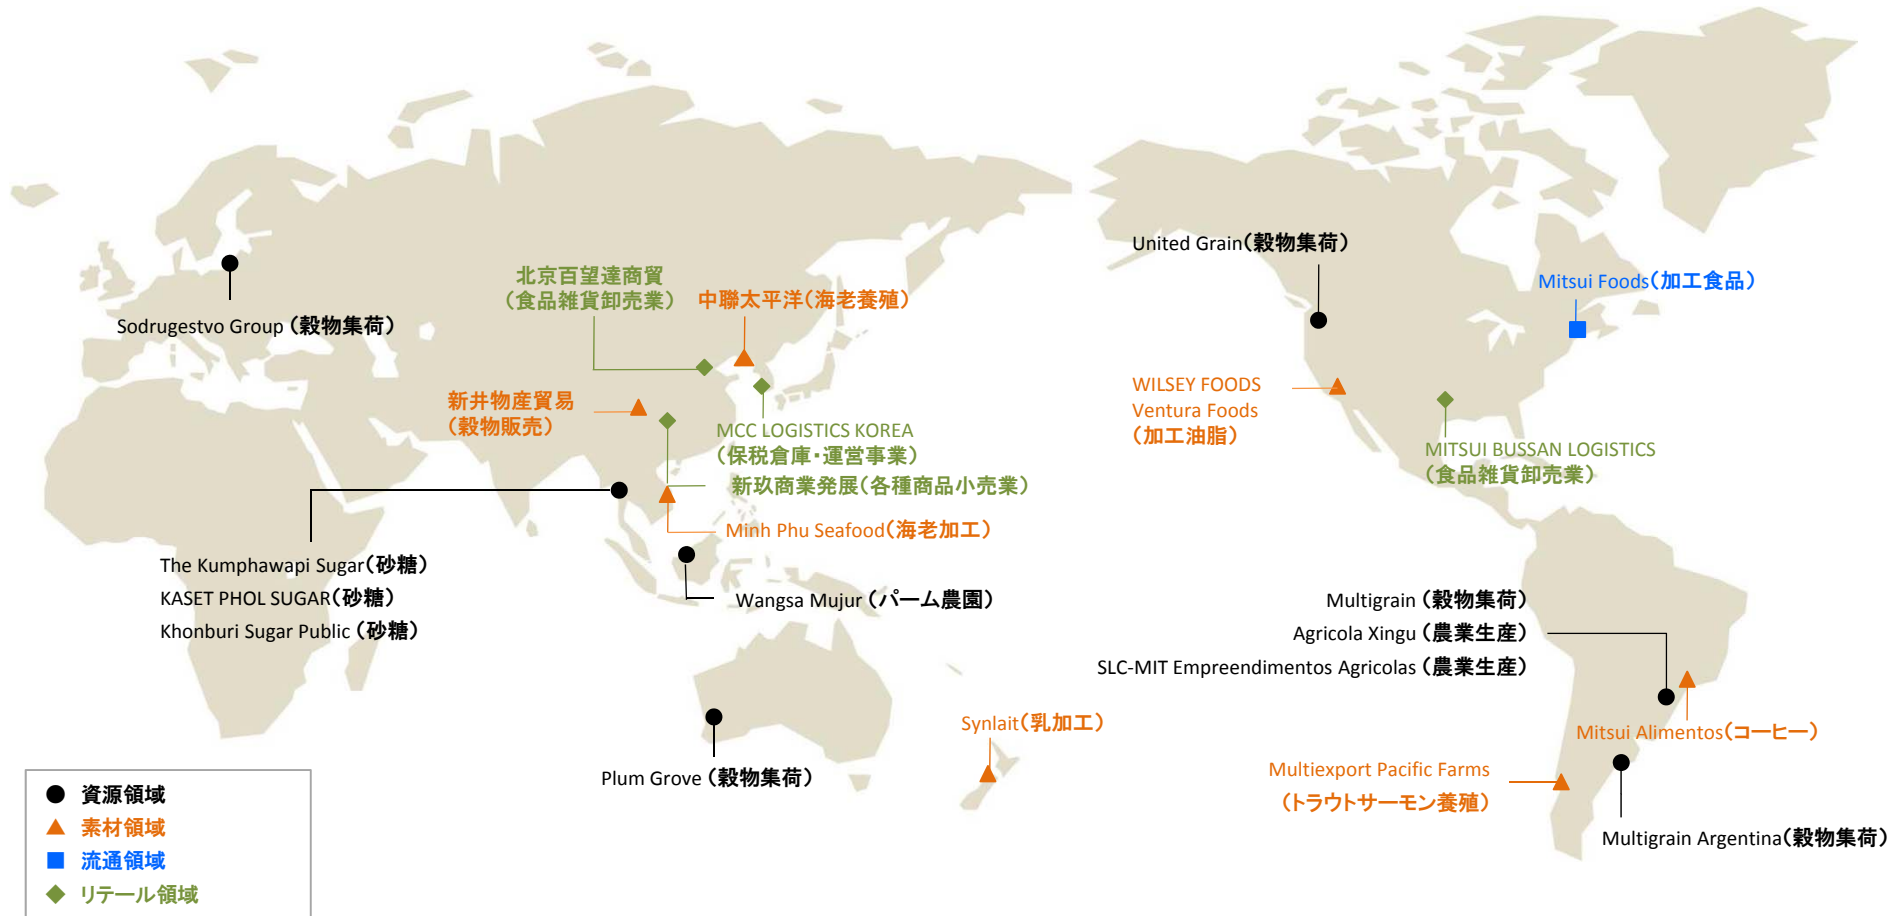 United Grain(穀物集荷)
北京百望達商貿
(食品雑貨卸売業)
中聯太平洋(海老養殖)
Mitsui Foods(加工食品)
Sodrugestvo Group (穀物集荷)
新井物産貿易
(穀物販売)
WILSEY FOODS
Ventura Foods
(加工油脂)
MCC LOGISTICS KOREA
(保税倉庫・運営事業)
新玖商業発展(各種商品小売業)
MITSUI BUSSAN LOGISTICS
(食品雑貨卸売業)
Minh Phu Seafood(海老加工)
The Kumphawapi Sugar(砂糖)
KASET PHOL SUGAR(砂糖)
Khonburi Sugar Public (砂糖)
Wangsa Mujur (パーム農園)
Multigrain (穀物集荷)
Agricola Xingu (農業生産)
SLC-MIT Empreendimentos Agricolas (農業生産)
Synlait(乳加工)
Mitsui Alimentos(コーヒー)
Plum Grove (穀物集荷)
Multiexport Pacific Farms
(トラウトサーモン養殖)
Multigrain Argentina(穀物集荷)
資源領域
素材領域
流通領域
リテール領域